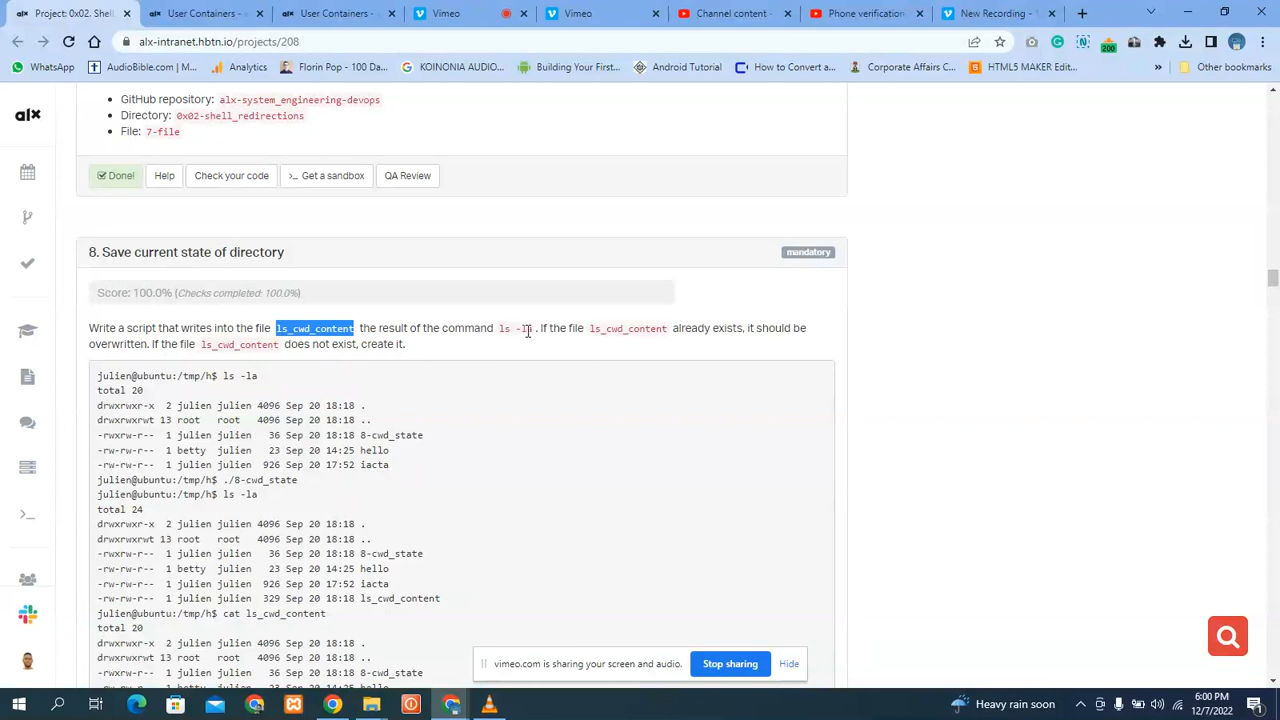 Project: 0x02. Shell
User containers - 
User Containers - 
Vimeo
Vimeo
Channel content - 
Phone verification
New Recording - 
alx-intranet.hbtn.io/projects/208
200
WhatsApp
AudioBible.com | M...
Analytics
Florin Pop - 100 Da...
KOINONIA AUDIO...
Building Your First...
Android Tutorial
How to Convert a...
Corporate Affairs C...
HTML5 MAKER Edit...
»
Other bookmarks
alx
GitHub repository: alx-system_engineering-devops
Directory: 0x02-shell_redirections
File: 7-file
Done!
Help
Check your code
>_ Get a sandbox
QA Review
8. Save current state of directory
mandatory
Score: 100.0% (Checks completed: 100.0%)
Write a script that writes into the file ls_cwd_content the result of the command ls -la. If the file ls_cwd_content already exists, it should be
overwritten. If the file ls_cwd_content does not exist, create it.
julien@ubuntu:/tmp/h$ ls -la
total 20
drwxrwxr-x 2 julien julien 4096 Sep 20 18:18 .
drwxrwxrwt 13 root root 4096 Sep 20 18:18 ..
-rwxrw-r-- 1 julien julien 36 Sep 20 18:18 8-cwd_state
-rw-rw-r-- 1 betty julien 23 Sep 20 14:25 hello
-rw-rw-r-- 1 julien julien 926 Sep 20 17:52 iacta
julien@ubuntu:/tmp/h$ ./8-cwd_state
julien@ubuntu:/tmp/h$ ls -la
total 24
drwxrwxr-x 2 julien julien 4096 Sep 20 18:18 .
drwxrwxrwt 13 root root 4096 Sep 20 18:18 ..
-rwxrw-r-- 1 julien julien 36 Sep 20 18:18 8-cwd_state
-rw-rw-r-- 1 betty julien 23 Sep 20 14:25 hello
-rw-rw-r-- 1 julien julien 926 Sep 20 17:52 iacta
-rw-rw-r-- 1 julien julien 329 Sep 20 18:18 ls_cwd_content
julien@ubuntu:/tmp/h$ cat ls_cwd_content
total 20
drwxrwxr-x 2 julien julien 4096 Sep 20 18:18 .
drwxrwxrwt 13 root root 4096 Sep 20 18:18 ..
-rwxrw-r-- 1 julien julien 36 Sep 20 18:18 8-cwd_state
vimeo.com is sharing your screen and audio.
Stop sharing
Hide
Heavy rain soon
6:00 PM
12/7/2022